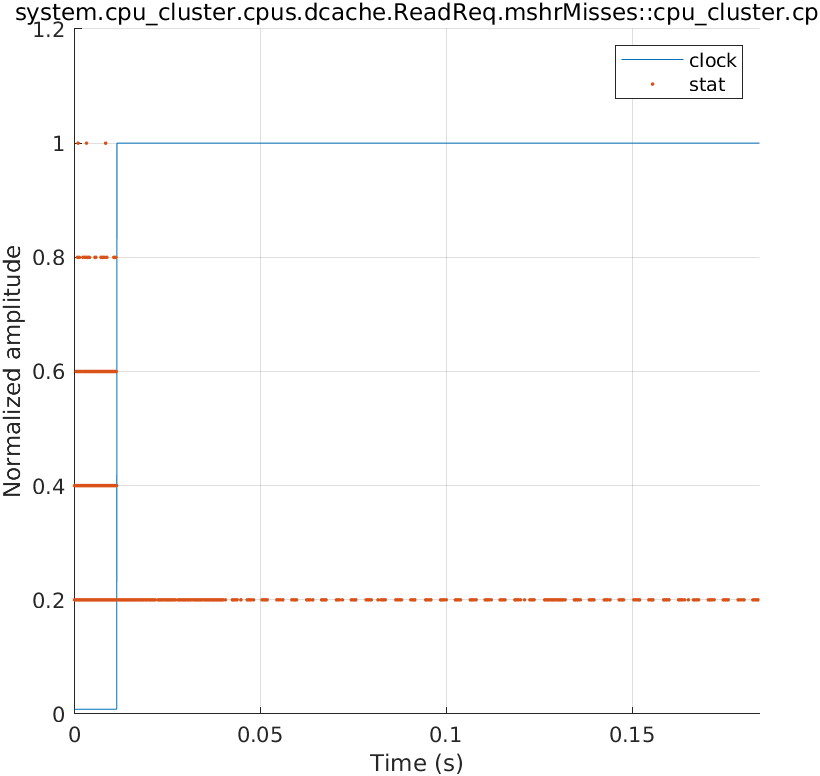 system.cpu_cluster.cpus.dcache.ReadReq.mshrMisses::cpu_cluster.cp
1.2
clock
stat
1
0.8
0.6
0.4
0.2
0
Normalized amplitude
0
0.05
0.1
0.15
Time (s)